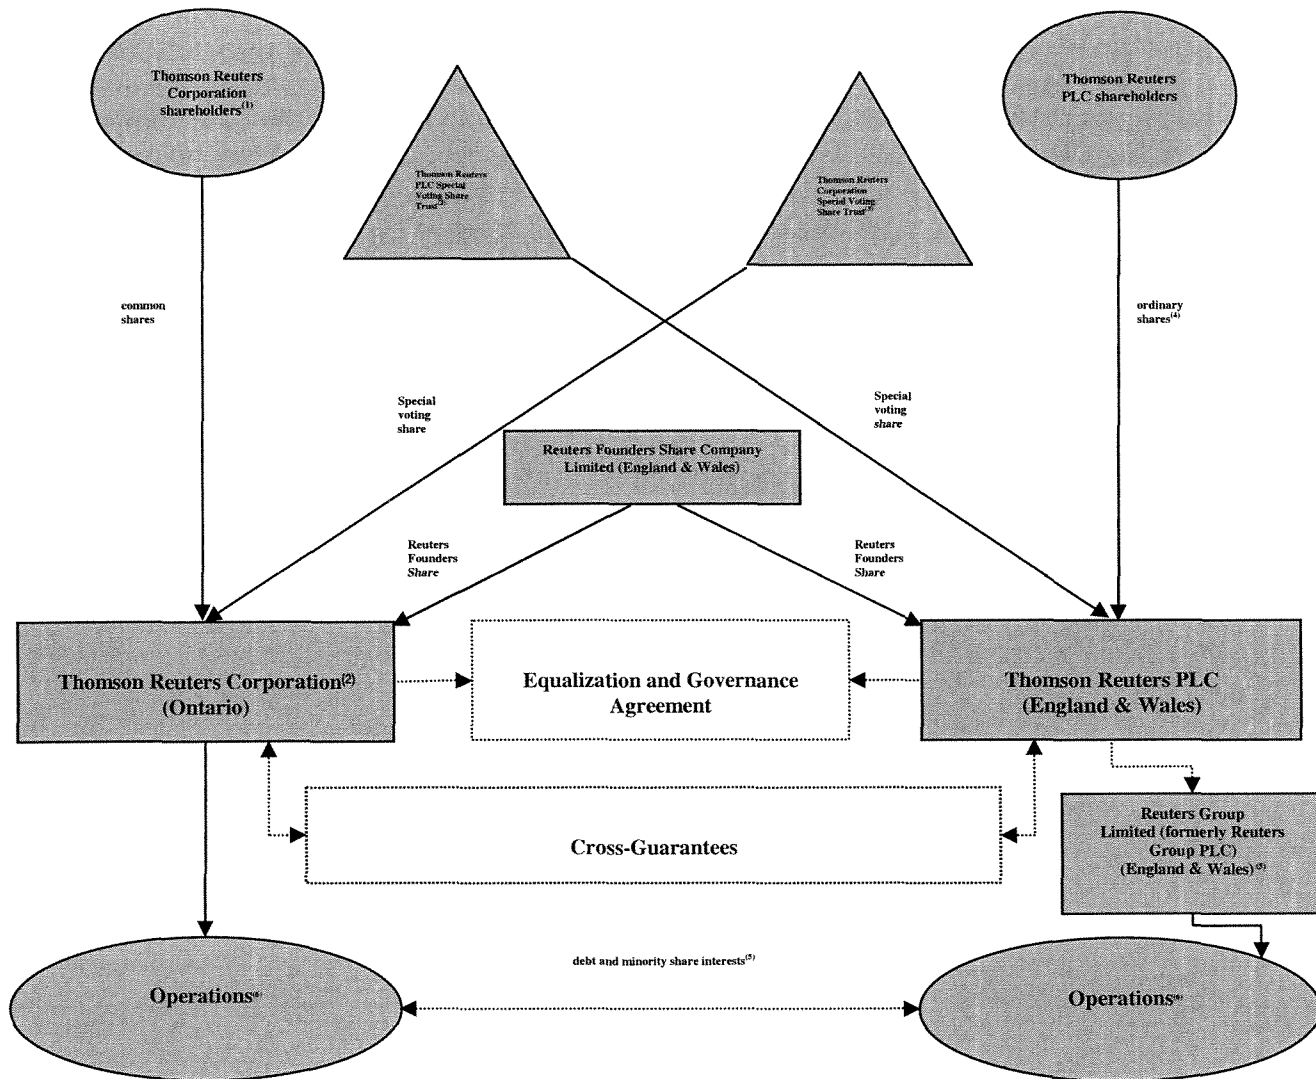 Thomson Reuters
Corporation
shareholders(1)
Thomson Reuters
PLC shareholders
Thomson Reuters
PLC Special
Voting Share
Trust
Thomson Reuters
Corporation
Special Voting
Share Trust
common
shares
ordinary
shares(4)
Special
voting
share
Special
voting
share
Reuters Founders Share Company
Limited (England & Wales)
Reuters
Founders
Share
Reuters
Founders
Share
Thomson Reuters Corporation(2)
(Ontario)
Equalization and Governance
Agreement
Thomson Reuters PLC
(England & Wales)
Cross-Guarantees
Reuters Group
Limited (formerly Reuters
Group PLC)
(England & Wales)(5)
debt and minority share interests(5)
Operations
Operations